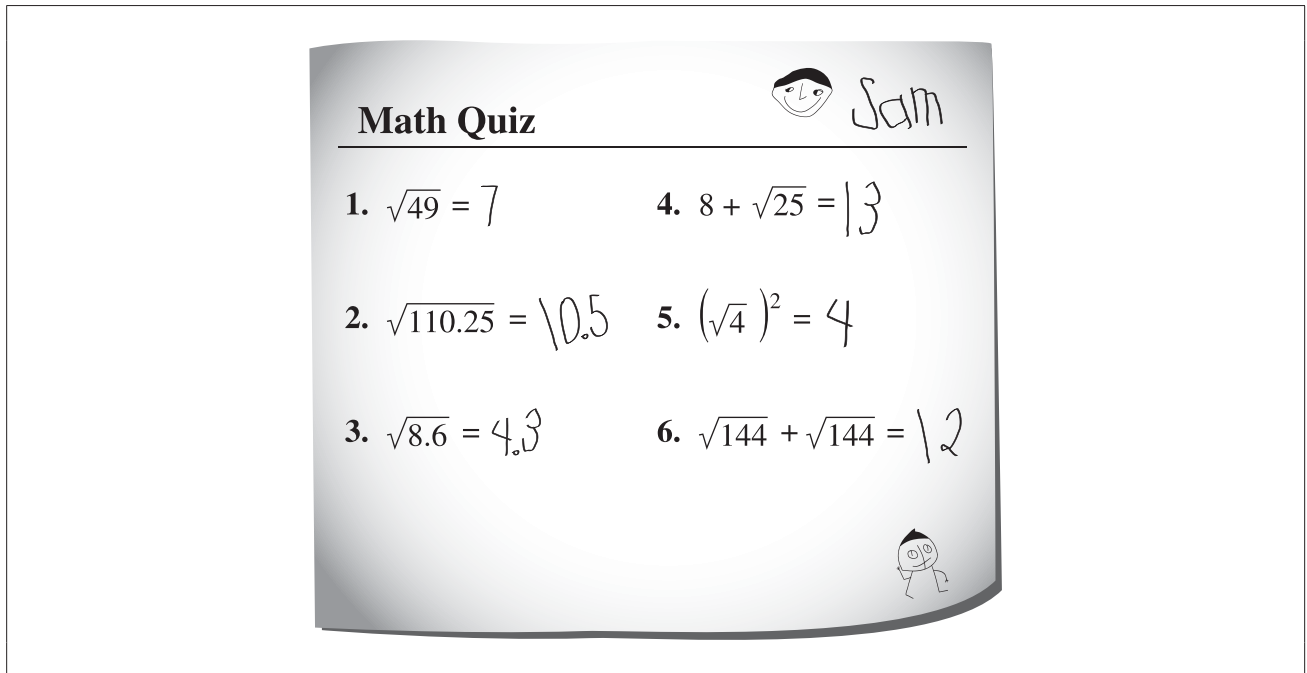 Math Quiz
Sam
1. √49 = 7
2. √110.25 = 10.5
3. √8.6 = 4.3
4. 8 + √25 = 13
5. (√4)² = 4
6. √144 + √144 = 12